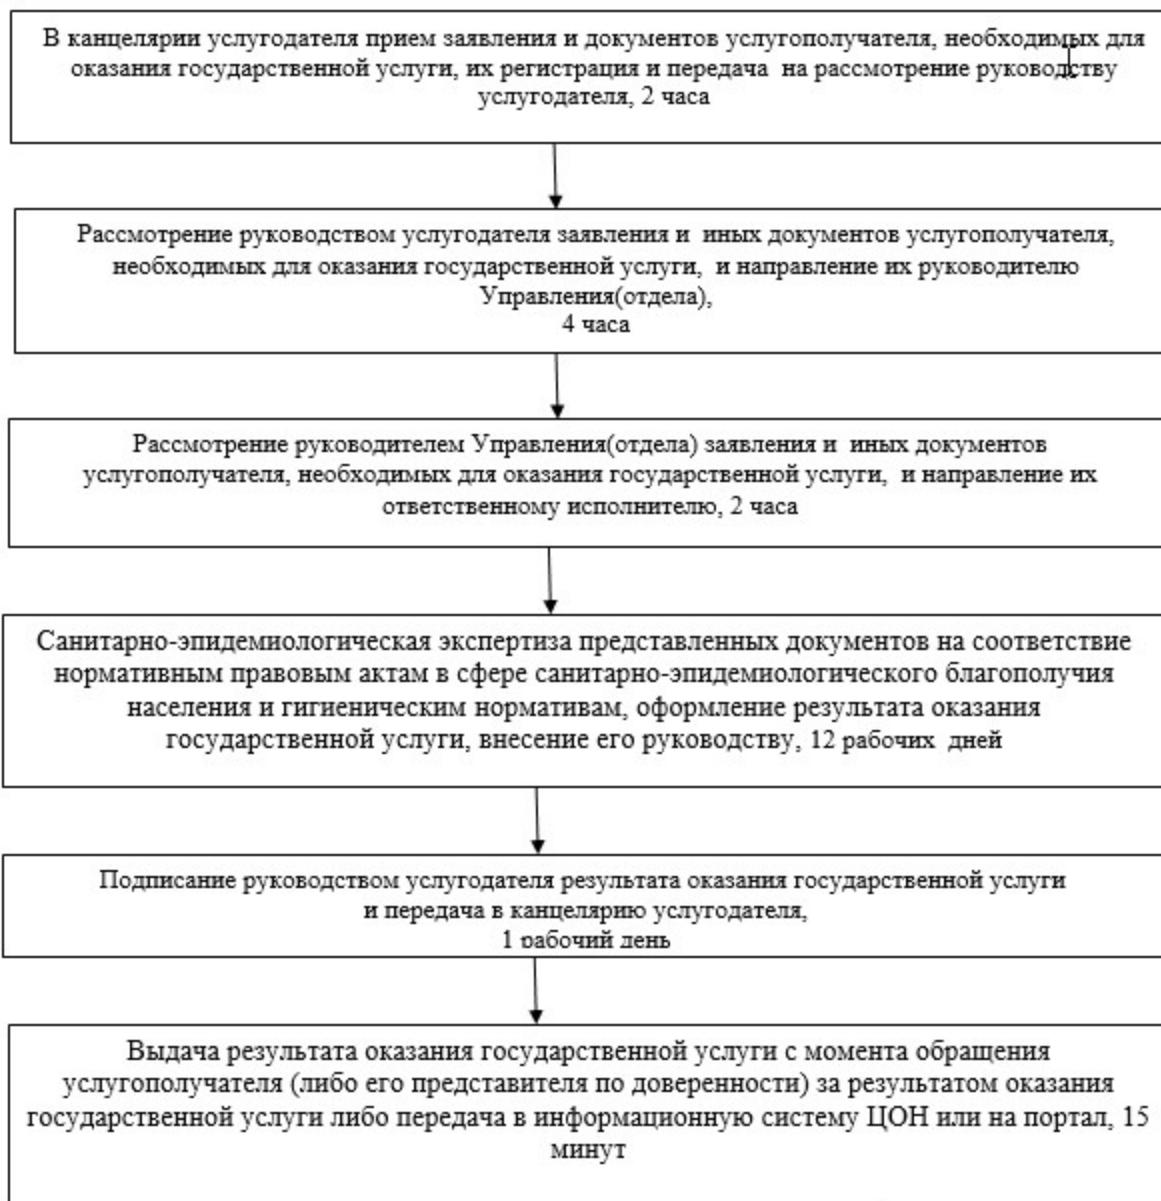 В канцелярии услугодателя прием заявления и документов услугополучателя, необходимых для
оказания государственной услуги, их регистрация и передача на рассмотрение руководству
услугодателя, 2 часа
Рассмотрение руководством услугодателя заявления и иных документов услугополучателя,
необходимых для оказания государственной услуги, и направление их руководителю
Управления(отдела),
4 часа
Рассмотрение руководителем Управления(отдела) заявления и иных документов
услугополучателя, необходимых для оказания государственной услуги, и направление их
ответственному исполнителю, 2 часа
Санитарно-эпидемиологическая экспертиза представленных документов на соответствие
нормативным правовым актам в сфере санитарно-эпидемиологического благополучия
населения и гигиеническим нормативам, оформление результата оказания
государственной услуги, внесение его руководству, 12 рабочих дней
Подписание руководством услугодателя результата оказания государственной услуги
и передача в канцелярию услугодателя,
1 рабочий день
Выдача результата оказания государственной услуги с момента обращения
услугополучателя (либо его представителя по доверенности) за результатом оказания
государственной услуги либо передача в информационную систему ЦОН или на портал, 15
минут